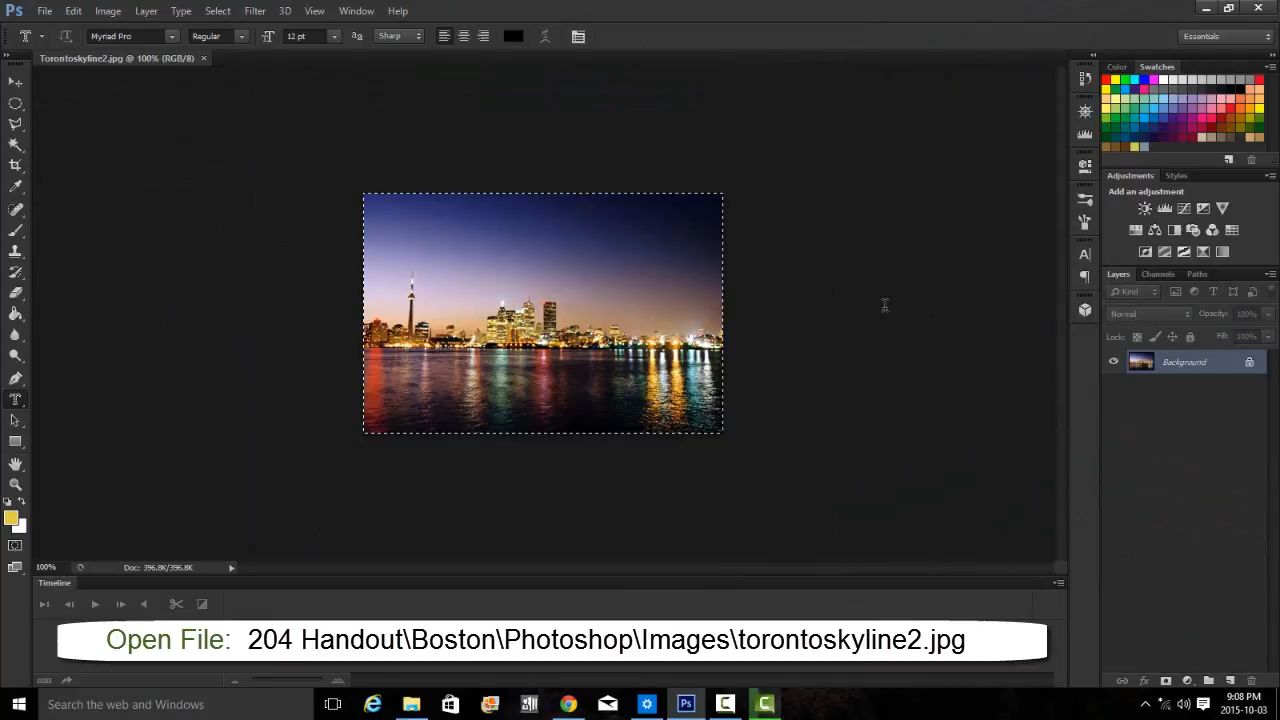 Ps File Edit Image Layer Type Select Filter 3D View Window Help
Myriad Pro Regular 12 pt Sharp Essentials
Torontoskyline2.jpg @ 100% (RGB/8) ×
Color Swatches
Adjustments Styles
Add an adjustment
Layers Channels Paths
Kind
Normal Opacity: 100%
Lock: Fill: 100%
Background
100% Doc: 396.8K/396.8K
Timeline
Open File: 204 Handout\Boston\Photoshop\Images\torontoskyline2.jpg
Search the web and Windows
9:08 PM
2015-10-03